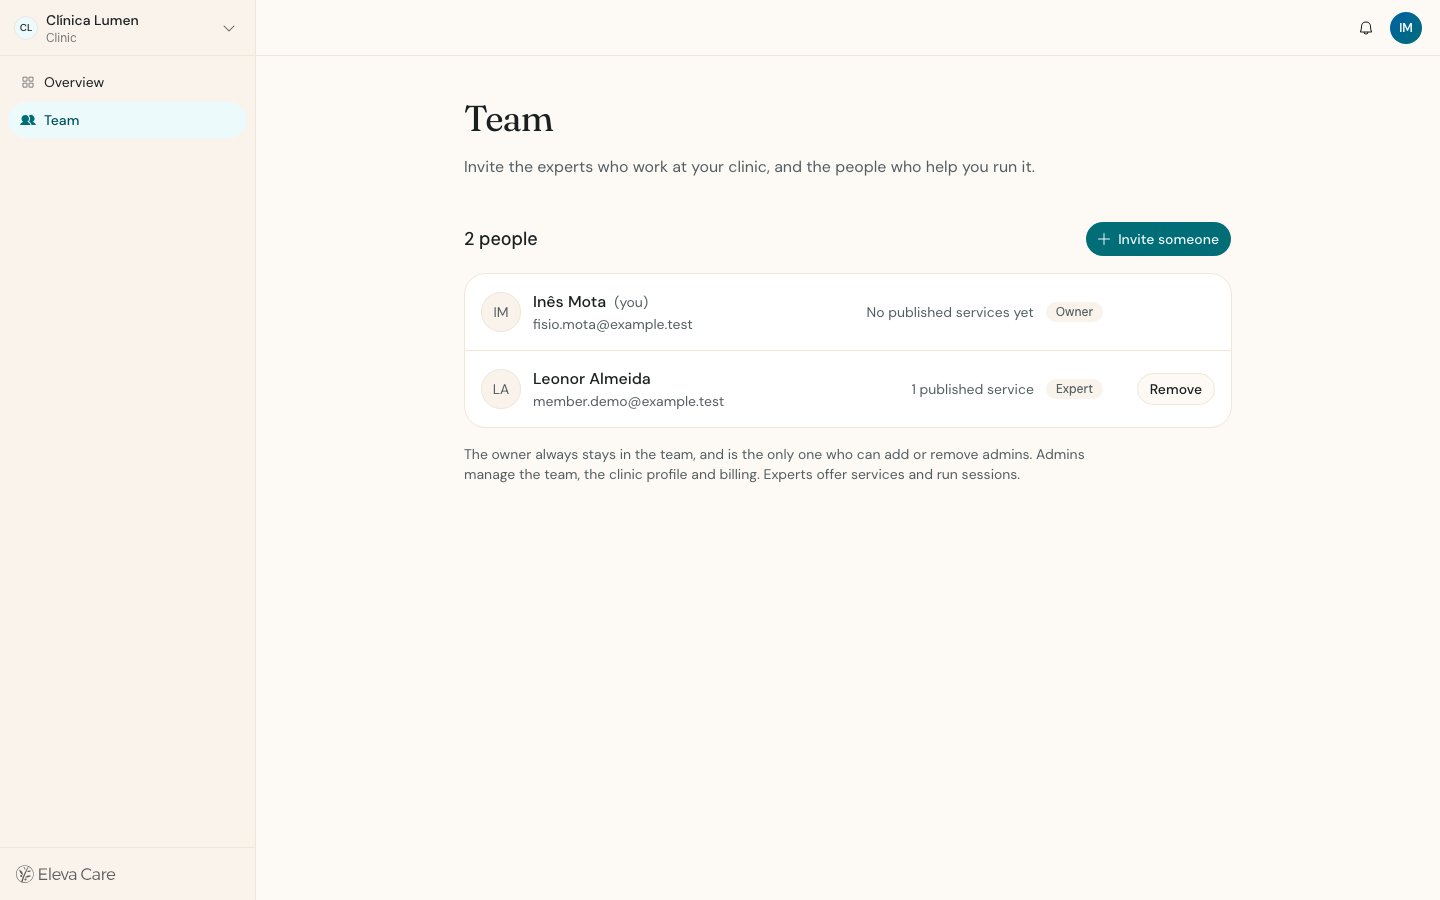 CL
Clínica Lumen
Clinic
IM
Overview
Team
Team
Invite the experts who work at your clinic, and the people who help you run it.
2 people
Invite someone
IM
Inês Mota (you)
fisio.mota@example.test
No published services yet
Owner
LA
Leonor Almeida
member.demo@example.test
1 published service
Expert
Remove
The owner always stays in the team, and is the only one who can add or remove admins. Admins
manage the team, the clinic profile and billing. Experts offer services and run sessions.
Eleva Care